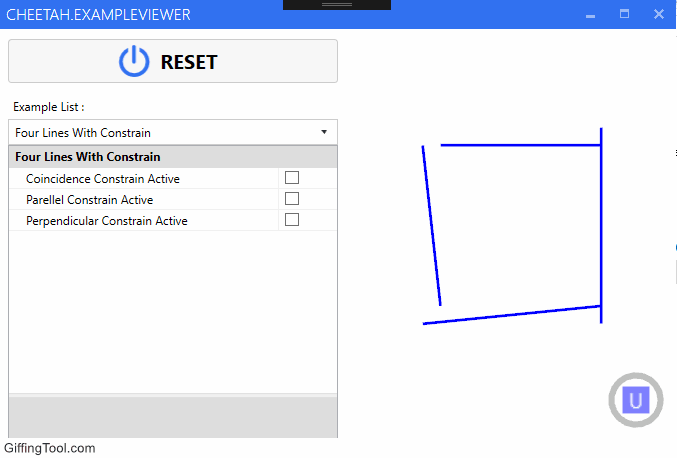 CHEETAH.EXAMPLEVIEWER
RESET
Example List :
Four Lines With Constrain
Four Lines With Constrain
Coincidence Constrain Active
Parellel Constrain Active
Perpendicular Constrain Active
U
GiffingTool.com